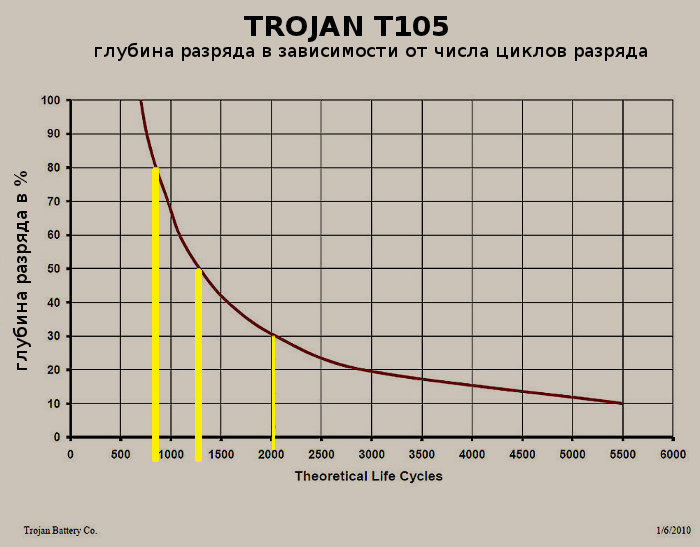 TROJAN T105
глубина разряда в зависимости от числа циклов разряда
глубина разряда в %
100
90
80
70
60
50
40
30
20
10
0
0 500 1000 1500 2000 2500 3000 3500 4000 4500 5000 5500 6000
Theoretical Life Cycles
Trojan Battery Co. 1/6/2010